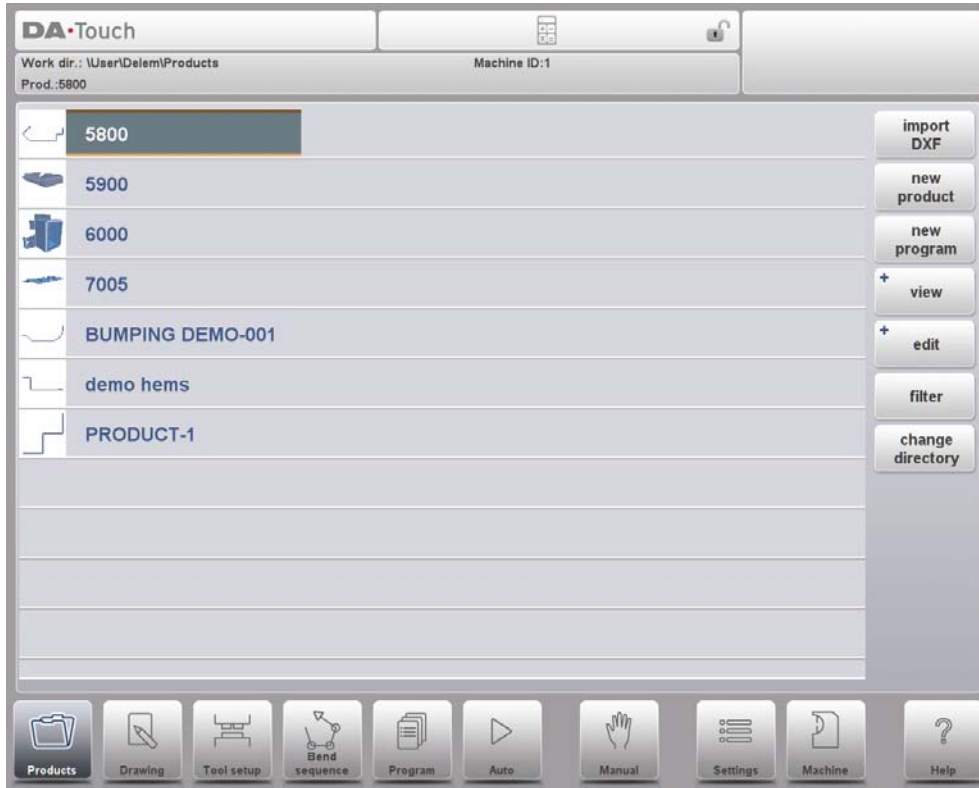 DA·Touch
Work dir.: \User\Delem\Products
Machine ID:1
Prod.:5800
5800
5900
6000
7005
BUMPING DEMO-001
demo hems
PRODUCT-1
import
DXF
new
product
new
program
+
view
+
edit
filter
change
directory
Products
Drawing
Tool setup
Bend
sequence
Program
Auto
Manual
Settings
Machine
?
Help